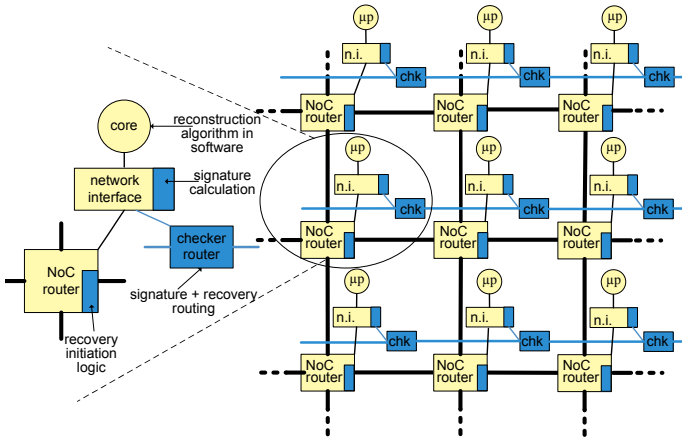 core
reconstruction
algorithm in
software
network
interface
signature
calculation
checker
router
NoC
router
signature + recovery
routing
recovery
initiation
logic
µp
µp
µp
n.i.
n.i.
n.i.
chk
chk
chk
NoC
router
NoC
router
NoC
router
µp
µp
µp
n.i.
n.i.
n.i.
chk
chk
chk
NoC
router
NoC
router
NoC
router
µp
µp
µp
n.i.
n.i.
n.i.
chk
chk
chk
NoC
router
NoC
router
NoC
router